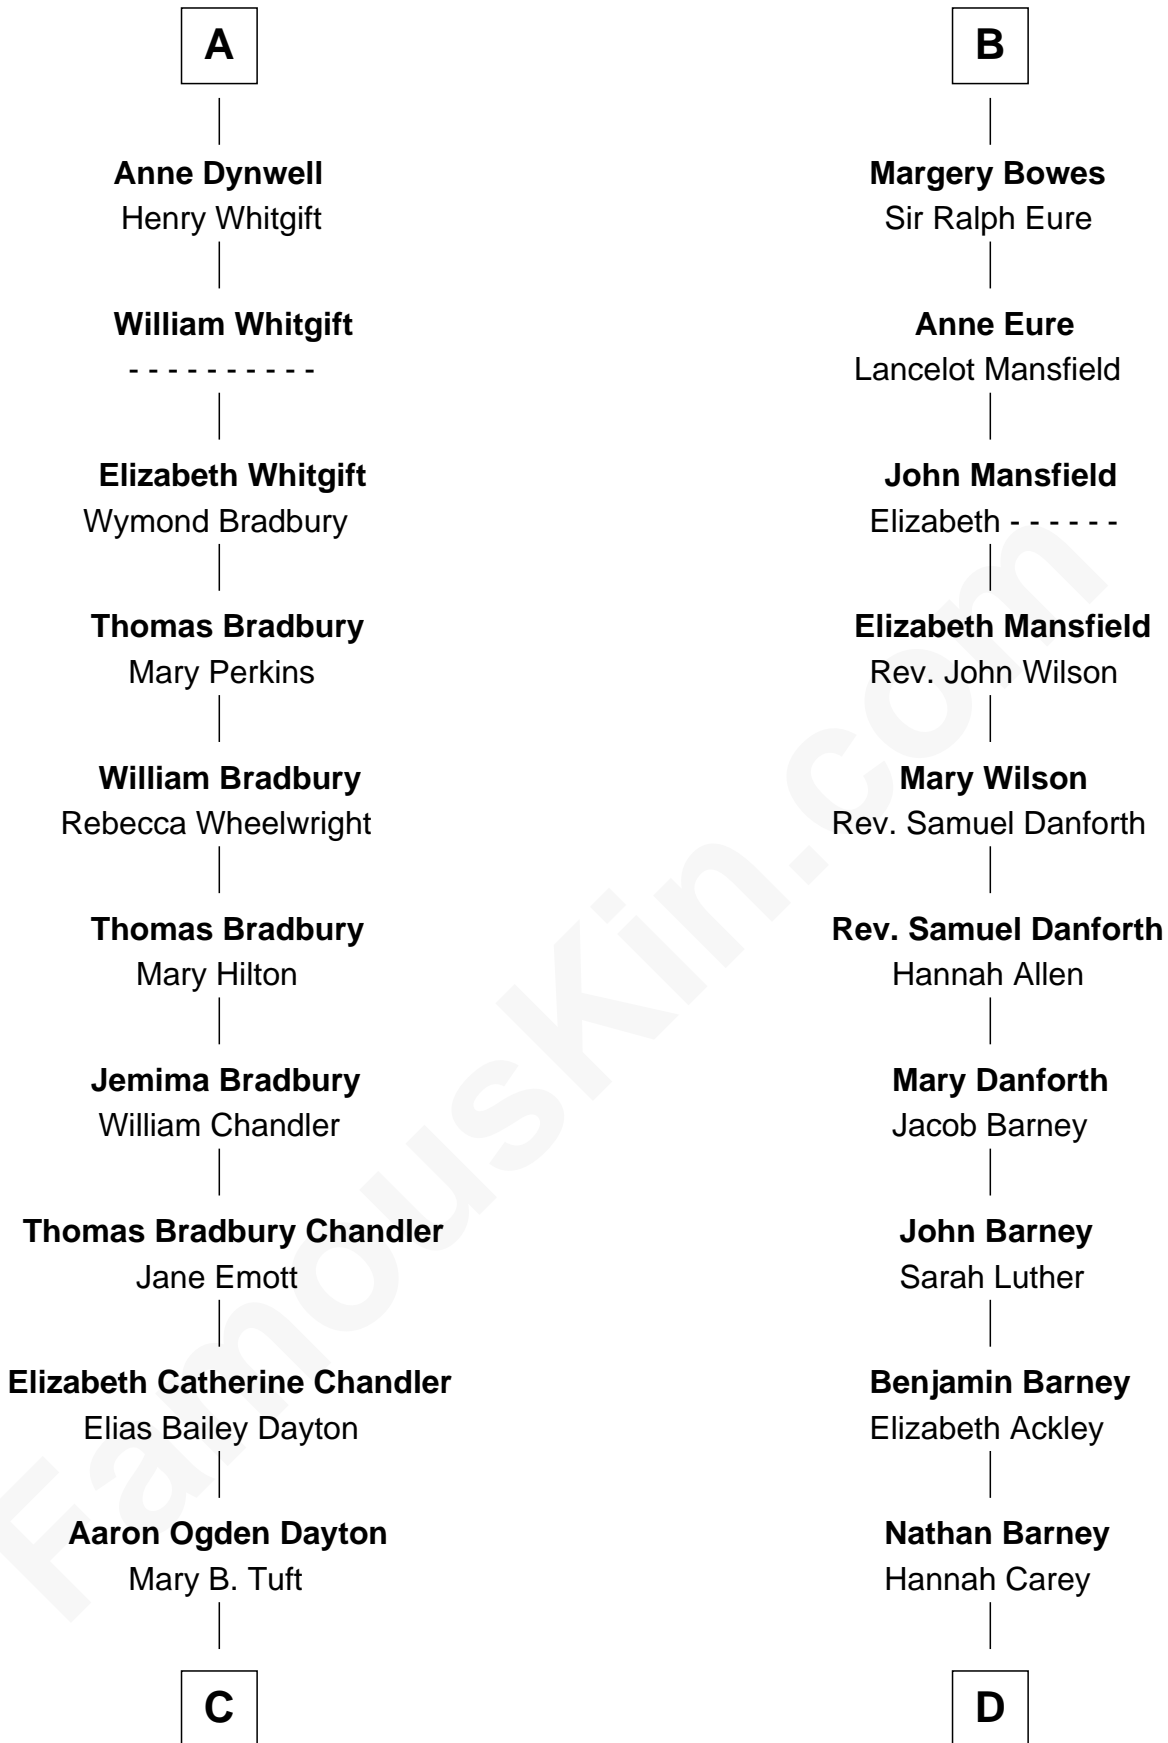 A
Anne Dynwell
Henry Whitgift
William Whitgift
- - - - - - - - - -
Elizabeth Whitgift
Wymond Bradbury
Thomas Bradbury
Mary Perkins
William Bradbury
Rebecca Wheelwright
Thomas Bradbury
Mary Hilton
Jemima Bradbury
William Chandler
Thomas Bradbury Chandler
Jane Emott
Elizabeth Catherine Chandler
Elias Bailey Dayton
Aaron Ogden Dayton
Mary B. Tuft
C
B
Margery Bowes
Sir Ralph Eure
Anne Eure
Lancelot Mansfield
John Mansfield
Elizabeth - - - - - -
Elizabeth Mansfield
Rev. John Wilson
Mary Wilson
Rev. Samuel Danforth
Rev. Samuel Danforth
Hannah Allen
Mary Danforth
Jacob Barney
John Barney
Sarah Luther
Benjamin Barney
Elizabeth Ackley
Nathan Barney
Hannah Carey
D
FamousKin.com